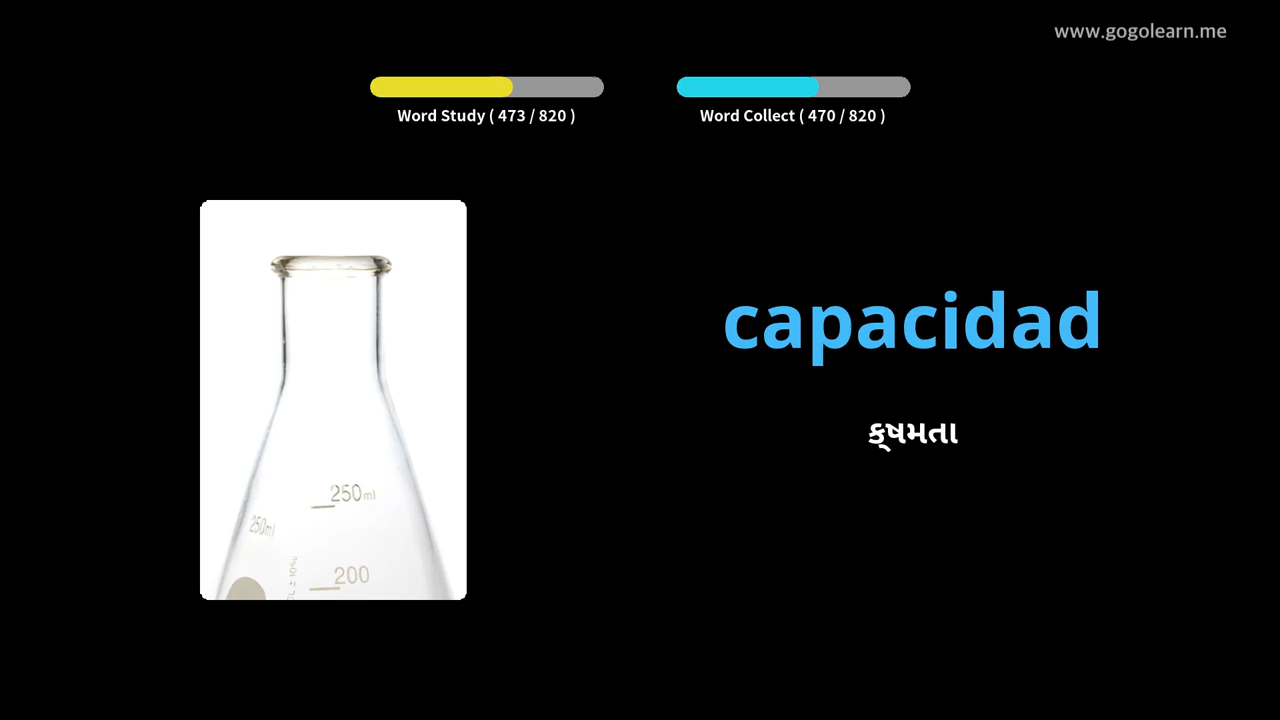 www.gogolearn.me
Word Study ( 473 / 820 )
Word Collect ( 470 / 820 )
capacidad
ક્ષમતા
250ml
250ml
200